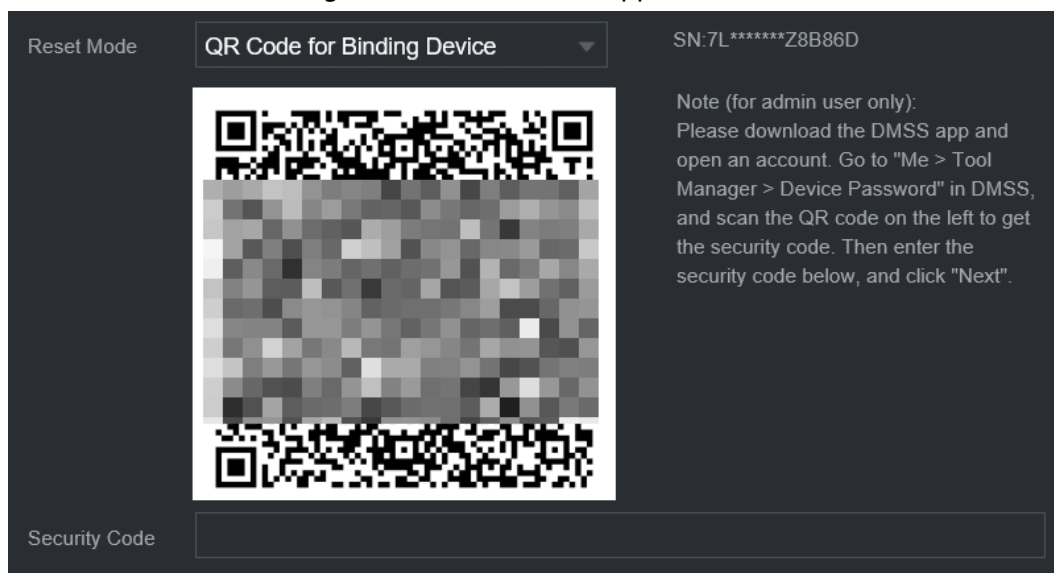 Reset Mode
QR Code for Binding Device
SN:7L*******Z8B86D
Note (for admin user only):
Please download the DMSS app and
open an account. Go to "Me > Tool
Manager > Device Password" in DMSS,
and scan the QR code on the left to get
the security code. Then enter the
security code below, and click "Next".
Security Code